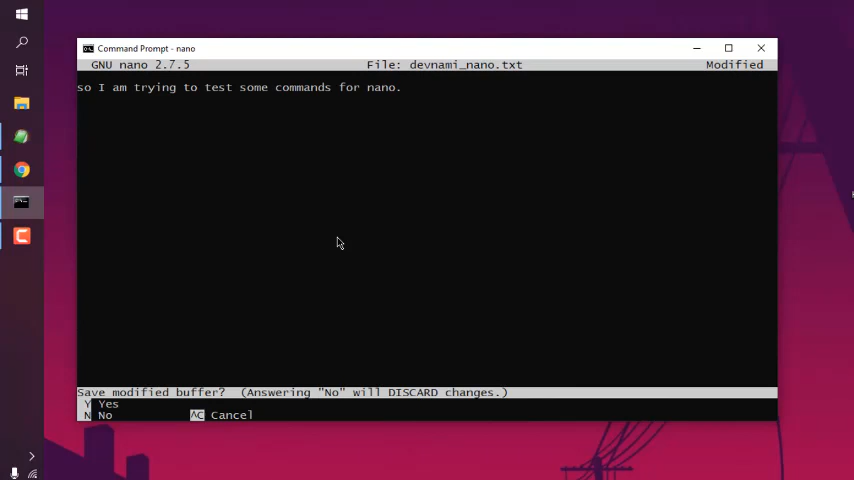 Command Prompt - nano
GNU nano 2.7.5 File: devnami_nano.txt Modified
so I am trying to test some commands for nano.
Save modified buffer? (Answering "No" will DISCARD changes.)
Y Yes
N No ^C Cancel